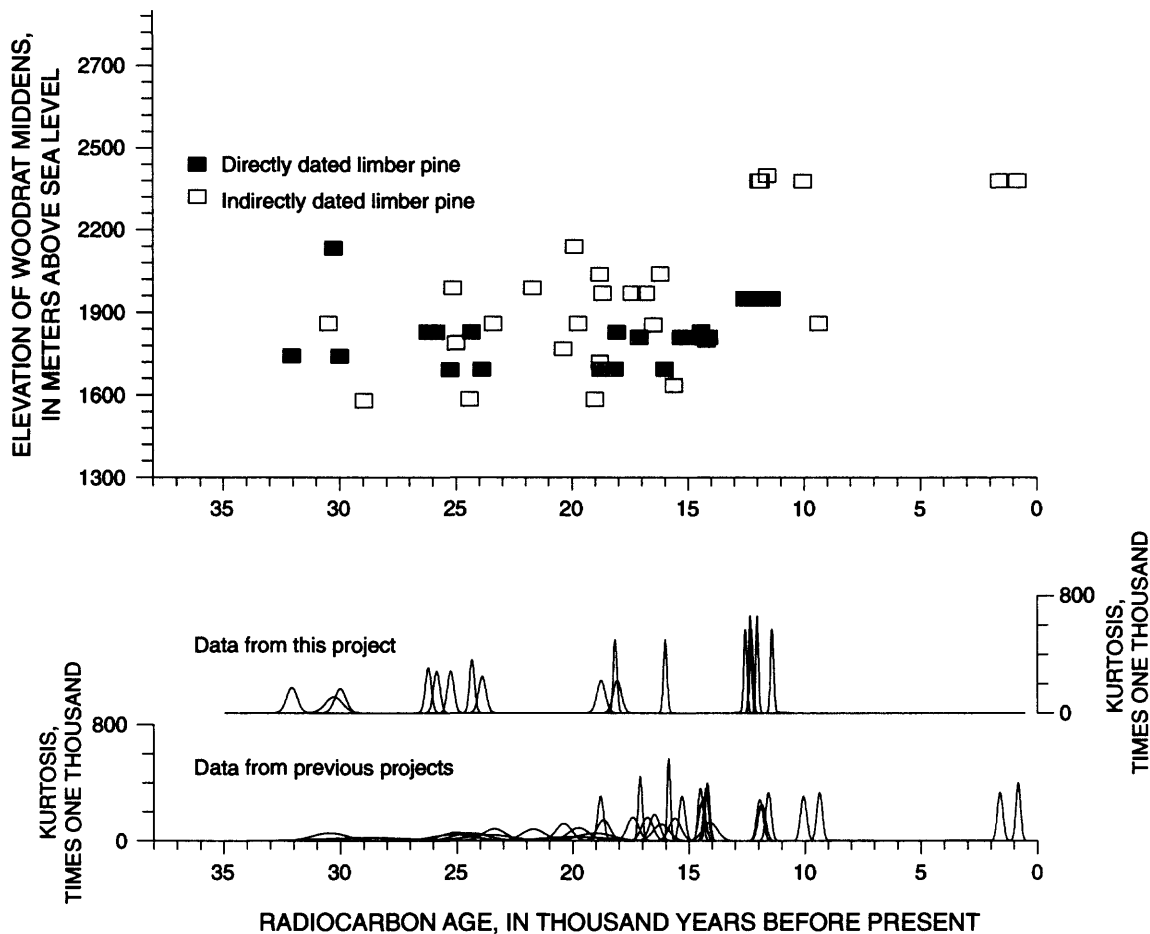 ELEVATION OF WOODRAT MIDDENS,
IN METERS ABOVE SEA LEVEL
2700
2500
2200
1900
1600
1300
Directly dated limber pine
Indirectly dated limber pine
35 30 25 20 15 10 5 0
Data from this project
800
0
KURTOSIS,
TIMES ONE THOUSAND
KURTOSIS,
TIMES ONE THOUSAND
800
0
Data from previous projects
35 30 25 20 15 10 5 0
RADIOCARBON AGE, IN THOUSAND YEARS BEFORE PRESENT